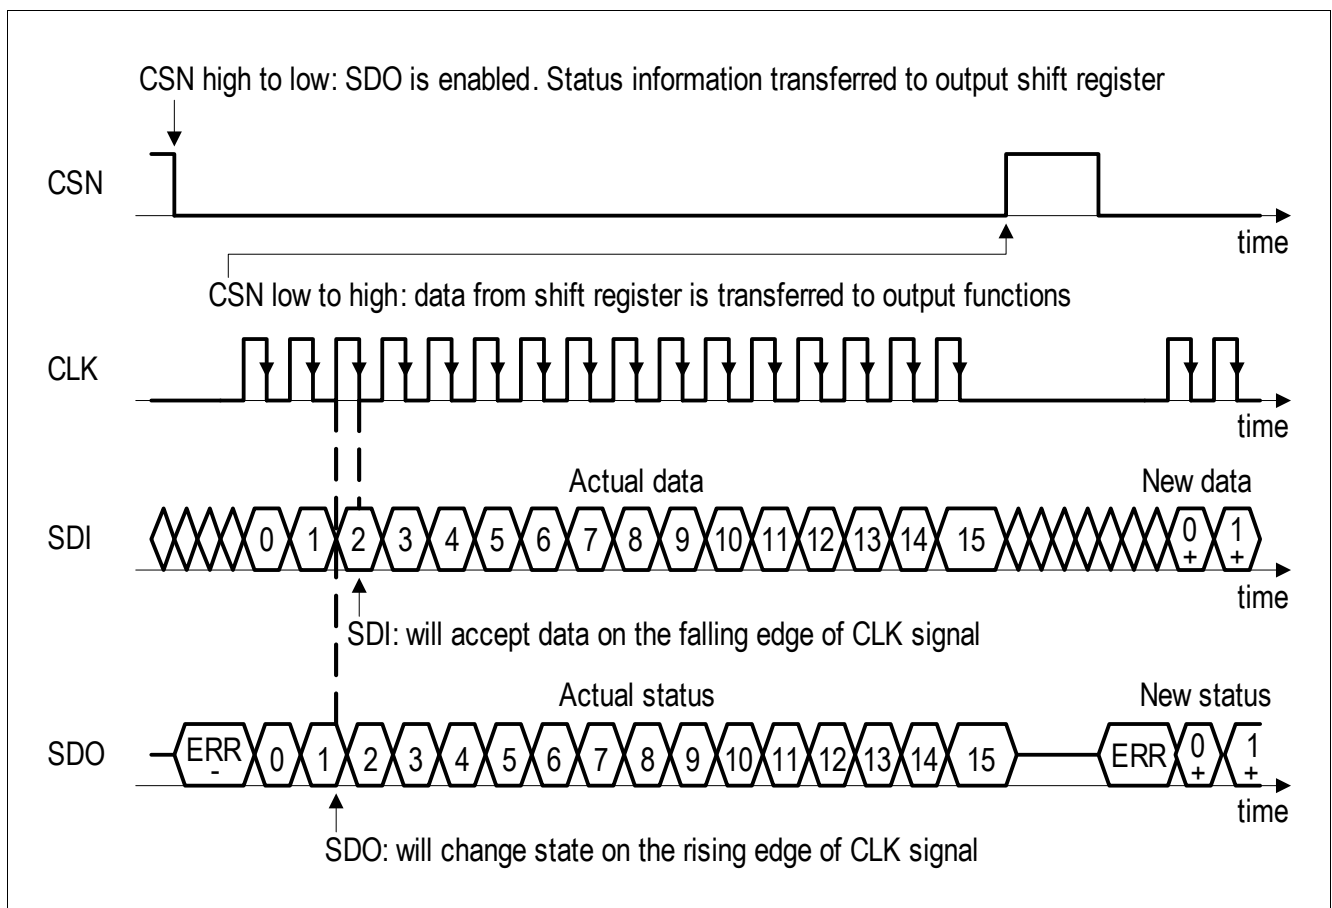 CSN high to low: SDO is enabled. Status information transferred to output shift register
CSN
time
CSN low to high: data from shift register is transferred to output functions
CLK
time
Actual data
New data
SDI
0 1 2 3 4 5 6 7 8 9 10 11 12 13 14 15 0 1
+ +
time
SDI: will accept data on the falling edge of CLK signal
Actual status
New status
SDO
ERR 0 1 2 3 4 5 6 7 8 9 10 11 12 13 14 15 ERR 0 1
- + +
time
SDO: will change state on the rising edge of CLK signal